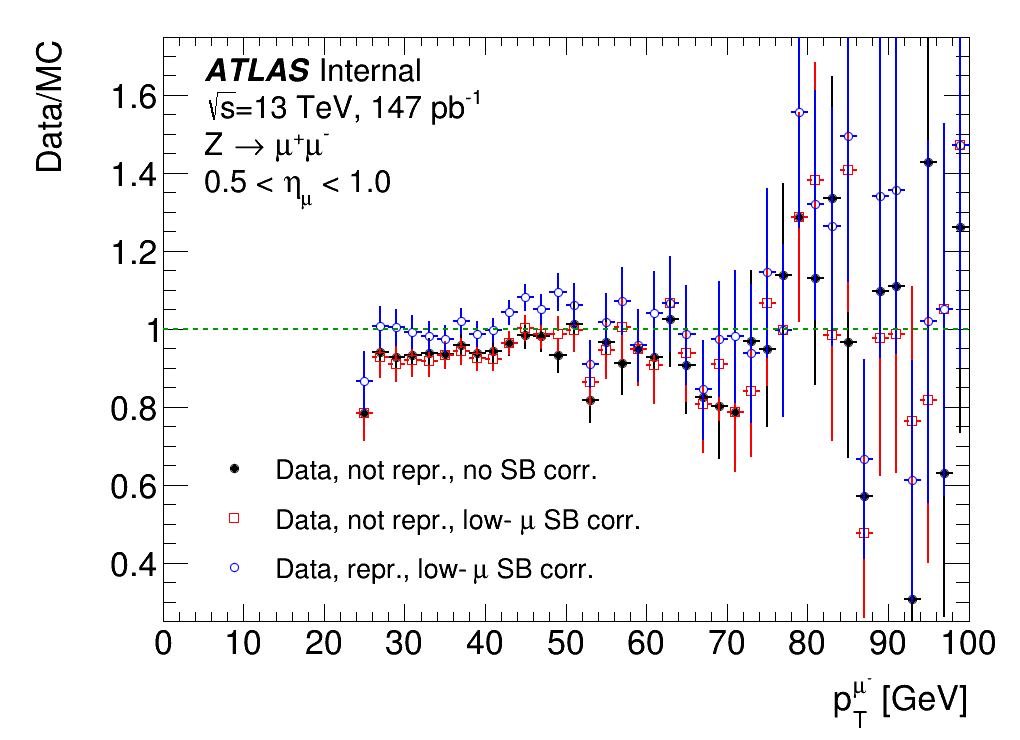 Data/MC
ATLAS Internal
√s=13 TeV, 147 pb⁻¹
Z → μ⁺μ⁻
0.5 < η_μ < 1.0
1.6
1.4
1.2
1
0.8
0.6
0.4
Data, not repr., no SB corr.
Data, not repr., low- μ SB corr.
Data, repr., low- μ SB corr.
0 10 20 30 40 50 60 70 80 90 100
p_T^μ⁻ [GeV]